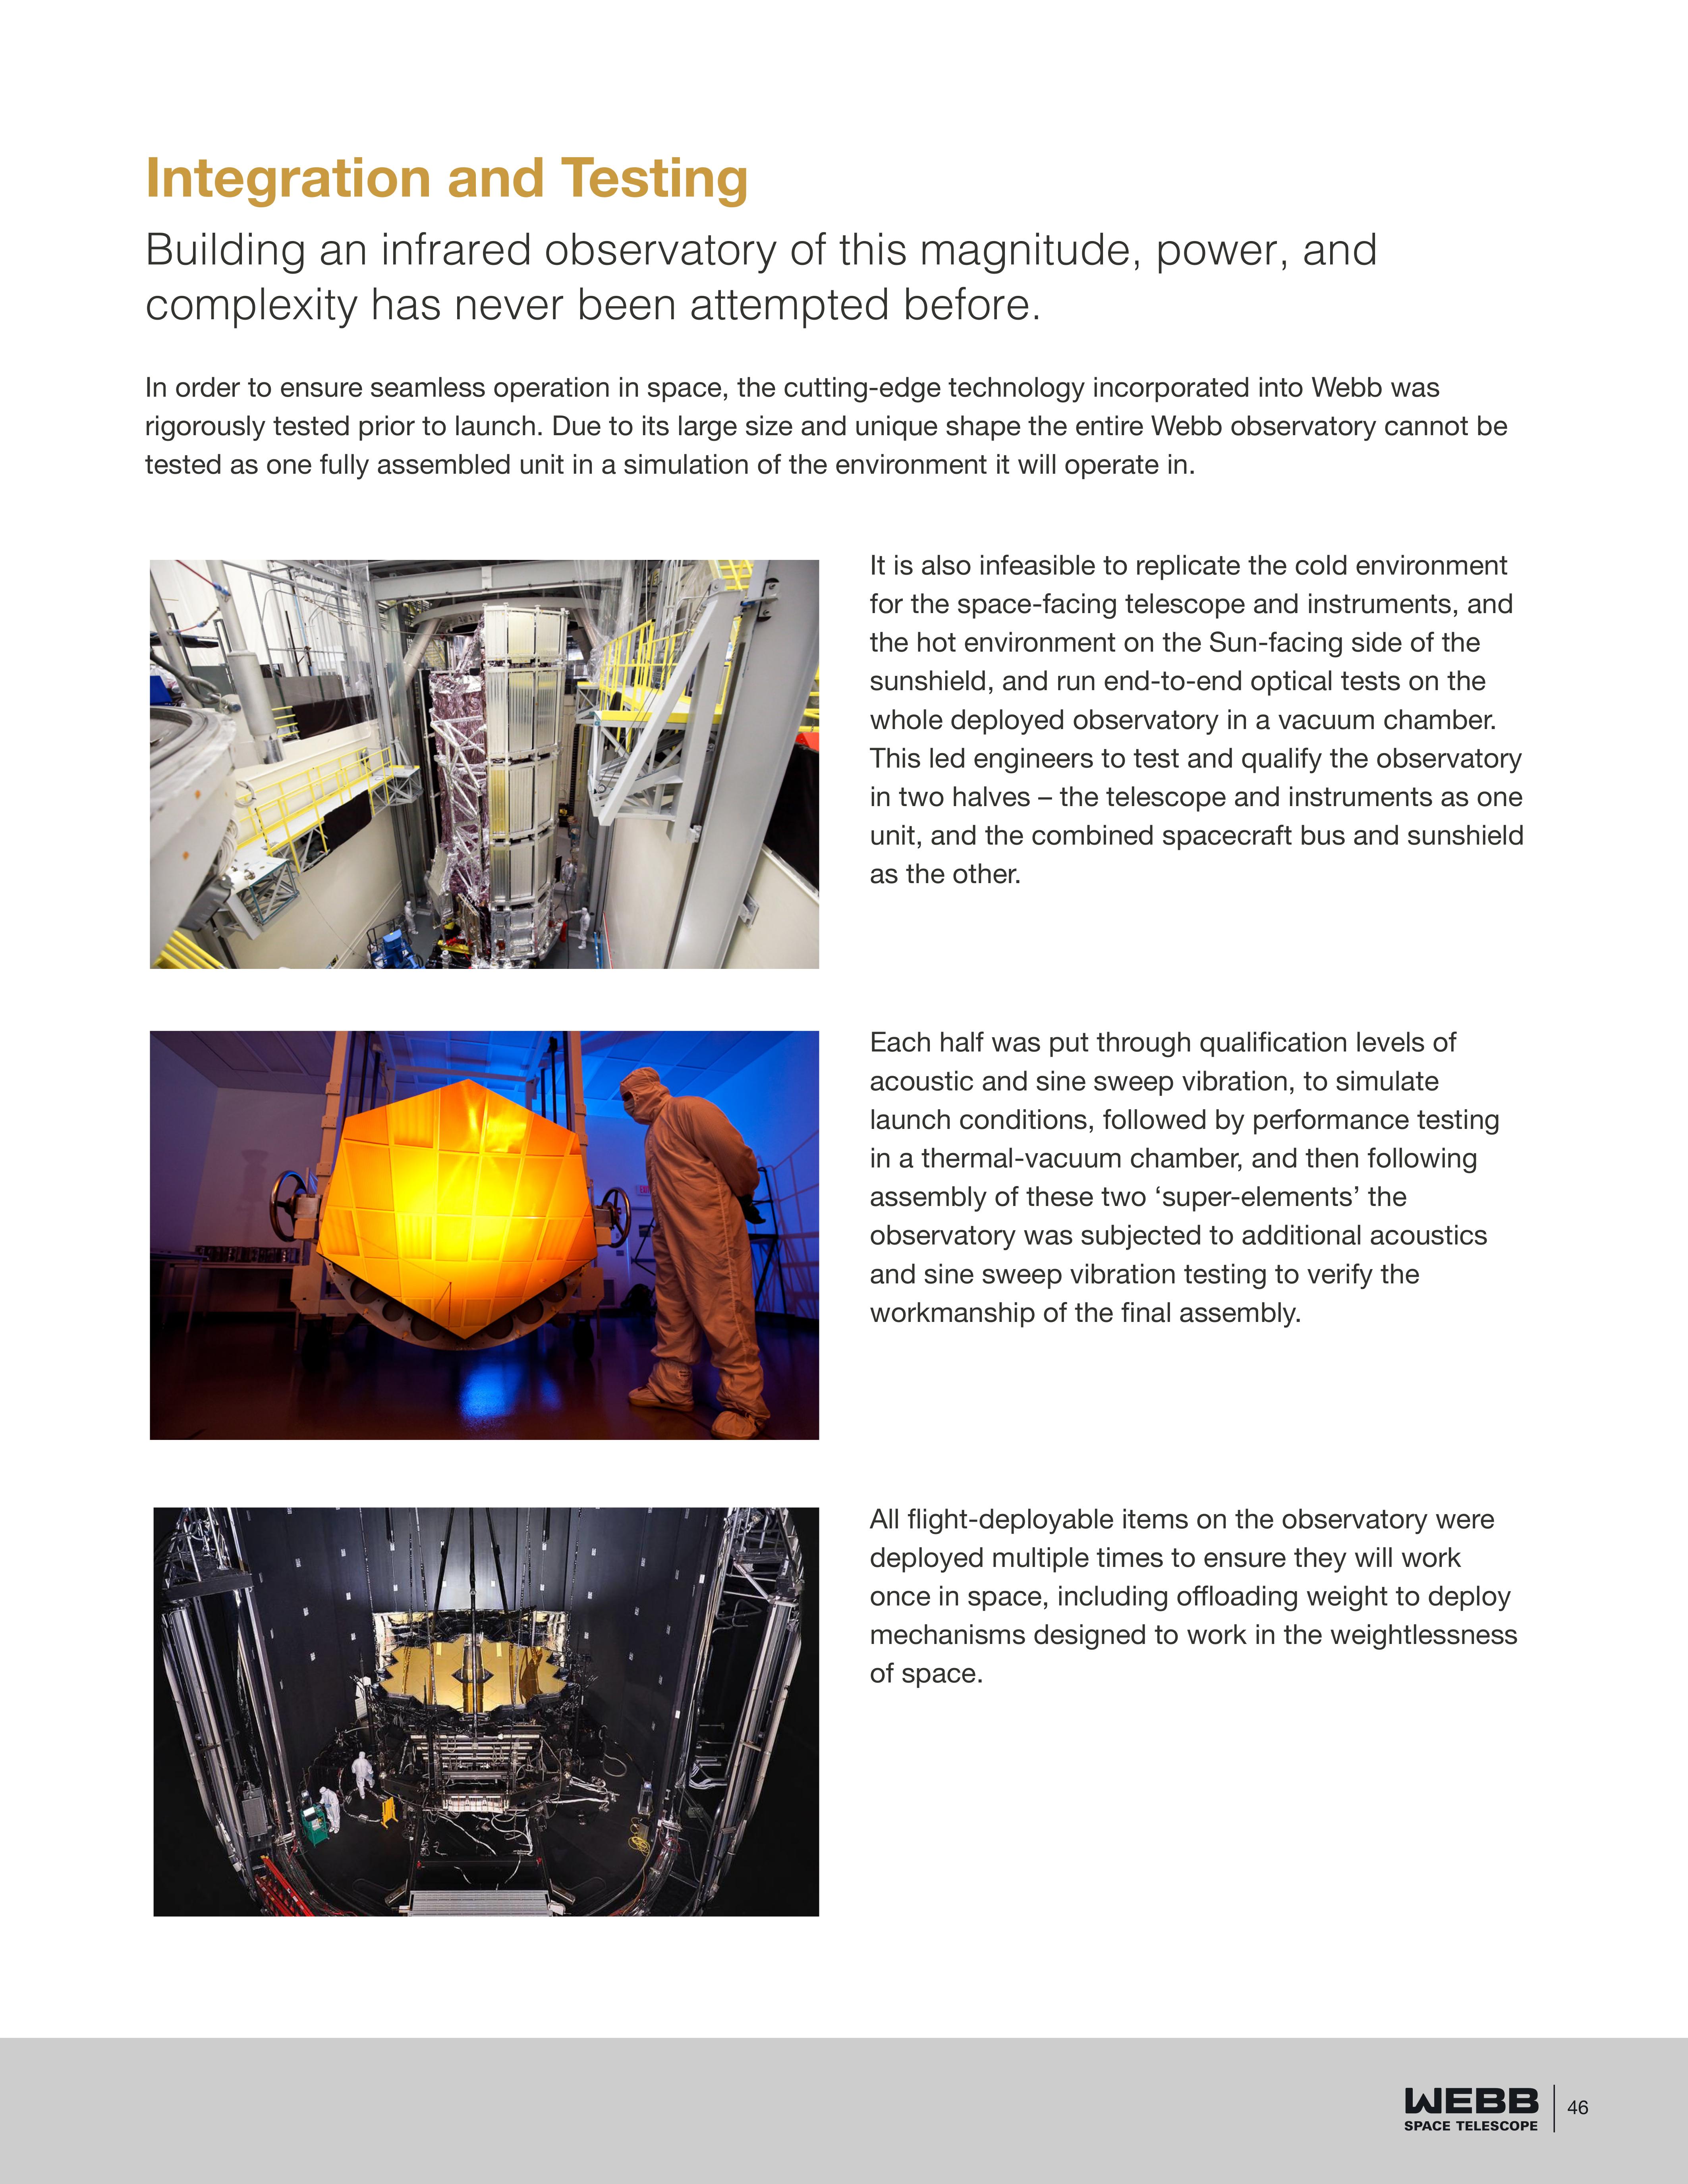 Integration and Testing
Building an infrared observatory of this magnitude, power, and
complexity has never been attempted before.
In order to ensure seamless operation in space, the cutting-edge technology incorporated into Webb was
rigorously tested prior to launch. Due to its large size and unique shape the entire Webb observatory cannot be
tested as one fully assembled unit in a simulation of the environment it will operate in.
It is also infeasible to replicate the cold environment
for the space-facing telescope and instruments, and
the hot environment on the Sun-facing side of the
sunshield, and run end-to-end optical tests on the
whole deployed observatory in a vacuum chamber.
This led engineers to test and qualify the observatory
in two halves – the telescope and instruments as one
unit, and the combined spacecraft bus and sunshield
as the other.
Each half was put through qualification levels of
acoustic and sine sweep vibration, to simulate
launch conditions, followed by performance testing
in a thermal-vacuum chamber, and then following
assembly of these two ‘super-elements’ the
observatory was subjected to additional acoustics
and sine sweep vibration testing to verify the
workmanship of the final assembly.
All flight-deployable items on the observatory were
deployed multiple times to ensure they will work
once in space, including offloading weight to deploy
mechanisms designed to work in the weightlessness
of space.
WEBB
SPACE TELESCOPE
46